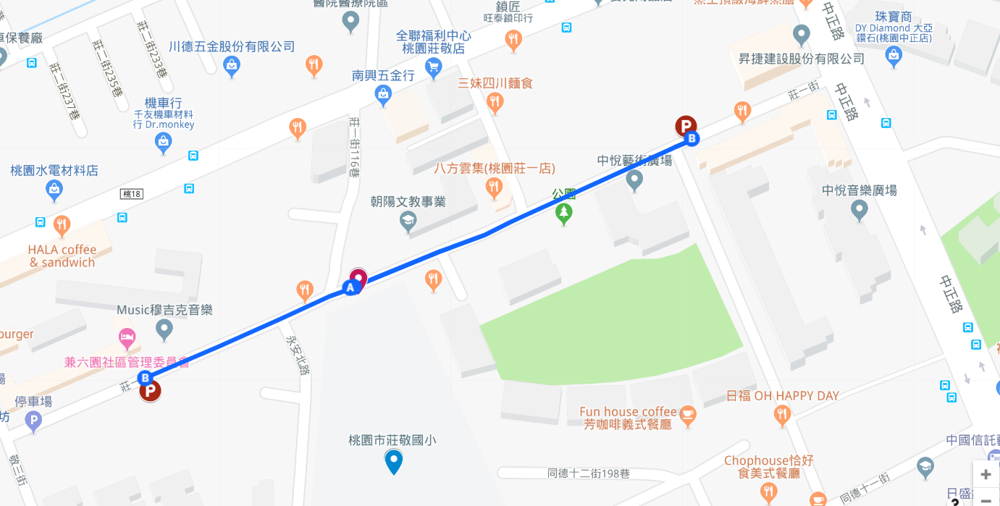 醫院醫療院區
鎖匠
旺泰鎖印行
中正路
珠寶商
DY Diamond 大亞
鑽石(桃園中正店)
車保養廠
莊二街233巷
莊二街235巷
莊二街237巷
川德五金股份有限公司
全聯福利中心
桃園莊敬店
昇捷建設股份有限公司
南興五金行
三妹四川麵食
莊一街
中正路
機車行
千友機車材料
行 Dr.monkey
P
B
莊一街116巷
桃園水電材料店
八方雲集(桃園莊一店)
中悅藝術廣場
桃18
朝陽文教事業
公園
中悅音樂廣場
HALA coffee
& sandwich
A
中正路
Music穆吉克音樂
burger
兼六園社區管理委員會
永安北路
B
P
莊一
停車場
P
場
坊
日福 OH HAPPY DAY
Fun house coffee
芳咖啡義式餐廳
桃園市莊敬國小
中國信託
敬三街
Chophouse恰好
食美式餐廳
同德十二街198巷
同德十一街
日盛
+
?
−